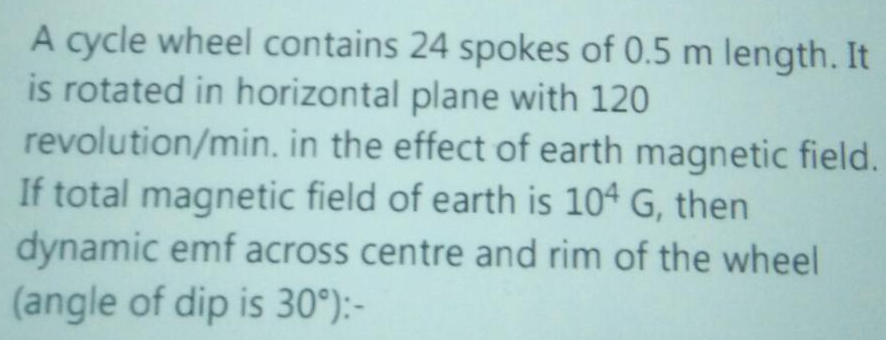 A cycle wheel contains 24 spokes of 0.5 m length. It
is rotated in horizontal plane with 120
revolution/min. in the effect of earth magnetic field.
If total magnetic field of earth is 10⁴ G, then
dynamic emf across centre and rim of the wheel
(angle of dip is 30°):-